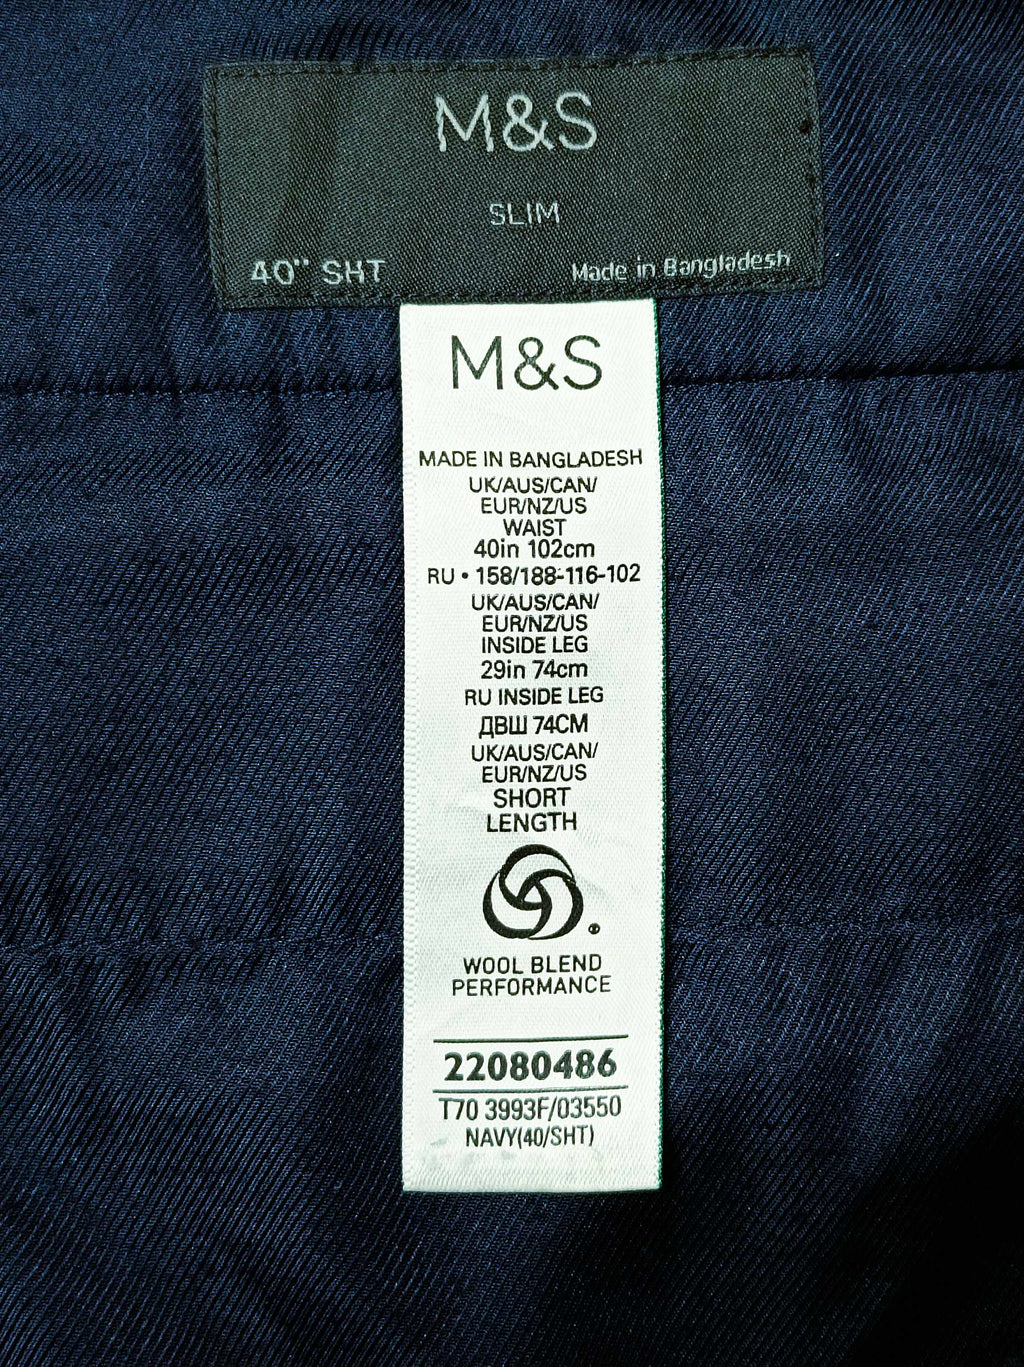 M&S
SLIM
40" SHT
Made in Bangladesh
M&S
MADE IN BANGLADESH
UK/AUS/CAN/
EUR/NZ/US
WAIST
40in 102cm
RU • 158/188-116-102
UK/AUS/CAN/
EUR/NZ/US
INSIDE LEG
29in 74cm
RU INSIDE LEG
ДВШ 74СМ
UK/AUS/CAN/
EUR/NZ/US
SHORT
LENGTH
WOOL BLEND
PERFORMANCE
22080486
T70 3993F/03550
NAVY(40/SHT)